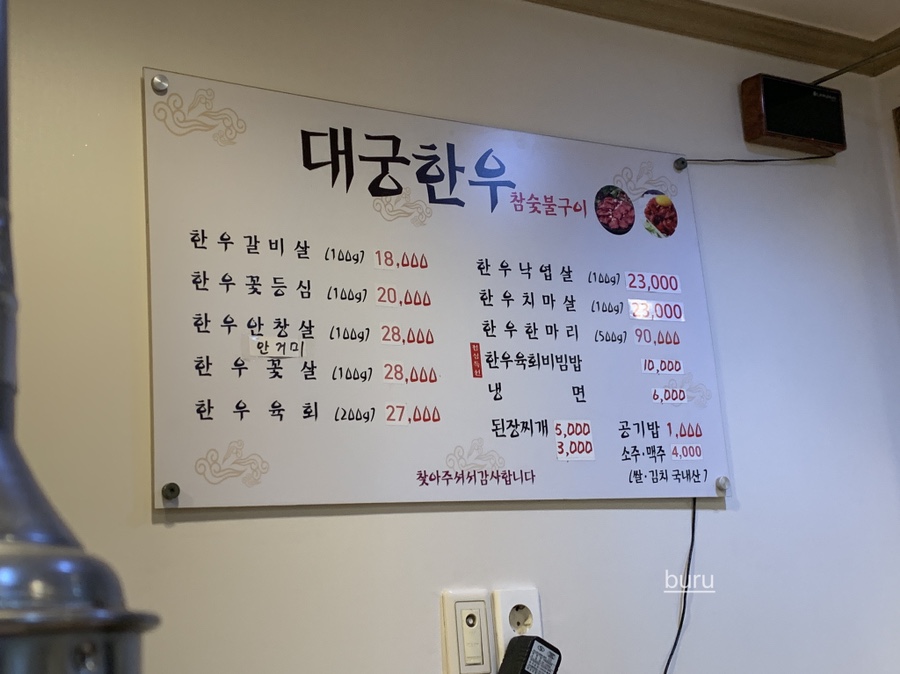 대궁한우
참숯불구이
한우갈비살 (100g) 18,000
한우꽃등심 (100g) 20,000
한우안창살 (100g) 28,000
안거미
한우꽃살 (100g) 28,000
한우육회 (200g) 27,000
한우낙엽살 (100g) 23,000
한우치마살 (100g) 23,000
한우한마리 (500g) 90,000
한우육회비빔밥 10,000
냉면 6,000
된장찌개 5,000
3,000
공기밥 1,000
소주·맥주 4,000
찾아주셔서감사합니다
(쌀·김치 국내산)
buru